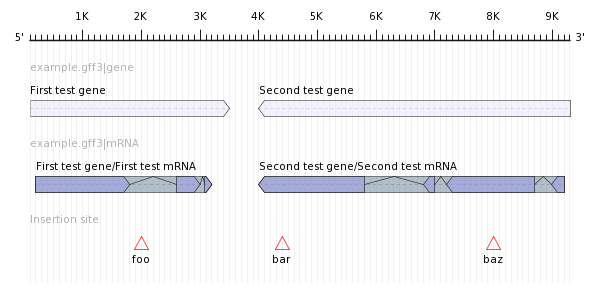 1K 2K 3K 4K 5K 6K 7K 8K 9K
5' 3'
example.gff3|gene
First test gene Second test gene
example.gff3|mRNA
First test gene/First test mRNA Second test gene/Second test mRNA
Insertion site
foo bar baz